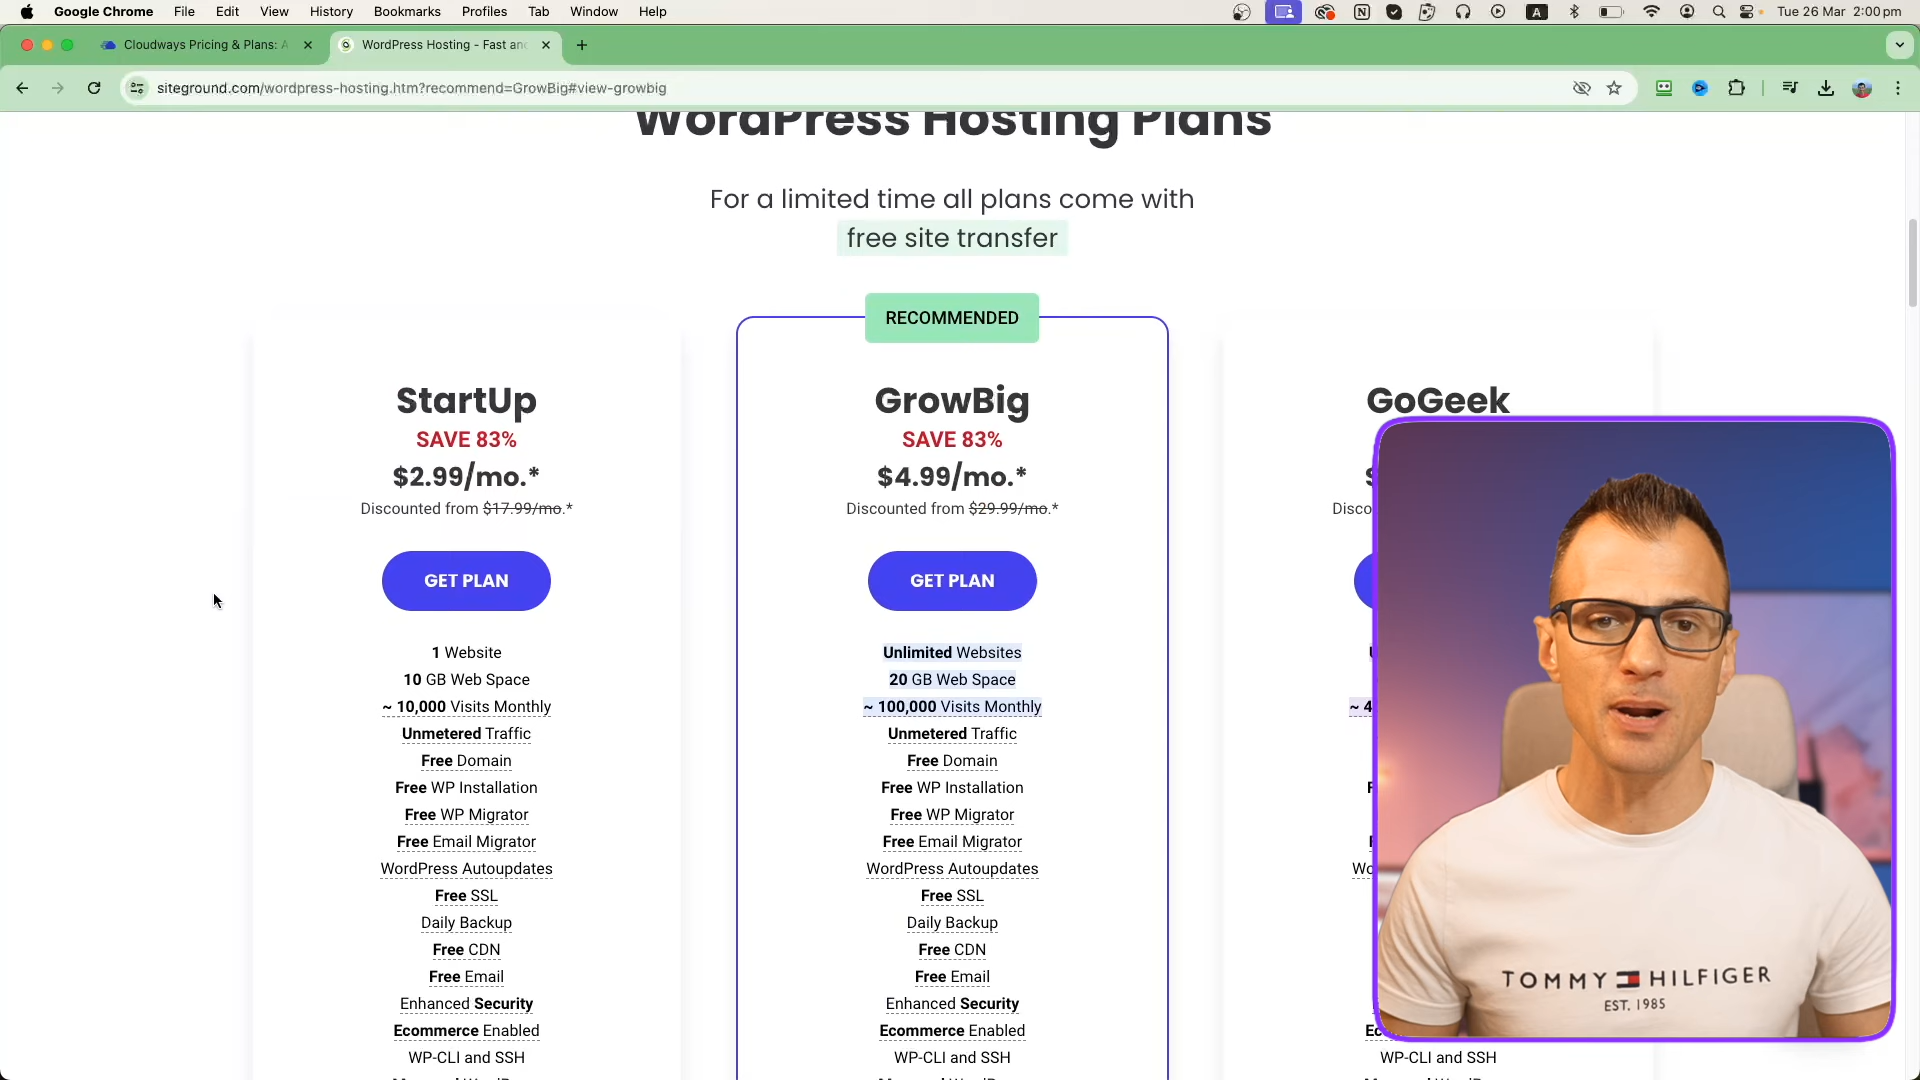 Google Chrome File Edit View History Bookmarks Profiles Tab Window Help
A
Tue 26 Mar 2:00 pm
Cloudways Pricing & Plans: A
WordPress Hosting - Fast and
siteground.com/wordpress-hosting.htm?recommend=GrowBig#view-growbig
WordPress Hosting Plans
For a limited time all plans come with
free site transfer
StartUp
SAVE 83%
$2.99/mo.*
Discounted from $17.99/mo.*
GET PLAN
1 Website
10 GB Web Space
~ 10,000 Visits Monthly
Unmetered Traffic
Free Domain
Free WP Installation
Free WP Migrator
Free Email Migrator
WordPress Autoupdates
Free SSL
Daily Backup
Free CDN
Free Email
Enhanced Security
Ecommerce Enabled
WP-CLI and SSH
RECOMMENDED
GrowBig
SAVE 83%
$4.99/mo.*
Discounted from $29.99/mo.*
GET PLAN
Unlimited Websites
20 GB Web Space
~ 100,000 Visits Monthly
Unmetered Traffic
Free Domain
Free WP Installation
Free WP Migrator
Free Email Migrator
WordPress Autoupdates
Free SSL
Daily Backup
Free CDN
Free Email
Enhanced Security
Ecommerce Enabled
WP-CLI and SSH
GoGeek
Disco
~ 4
Wo
Ec
WP-CLI and SSH
TOMMY HILFIGER
EST. 1985